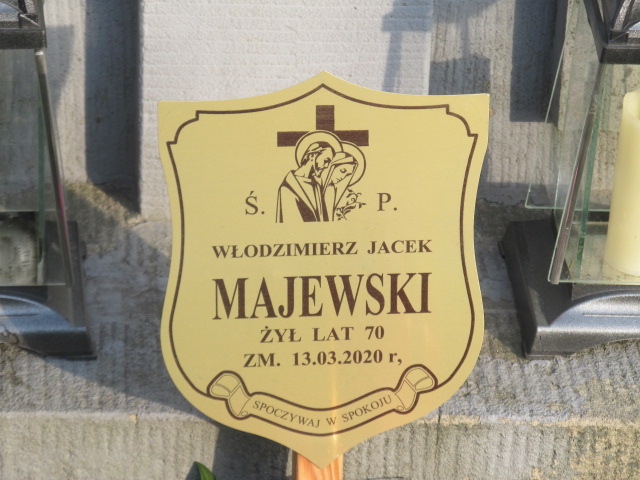 Ś. P.
WŁODZIMIERZ JACEK
MAJEWSKI
ŻYŁ LAT 70
ZM. 13.03.2020 r,
SPOCZYWAJ W SPOKOJU